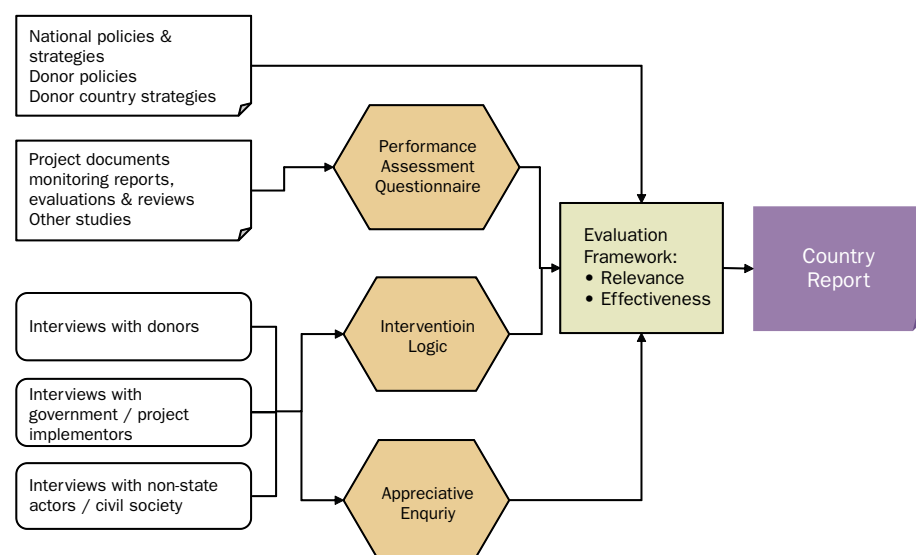 National policies &
strategies
Donor policies
Donor country strategies
Project documents
monitoring reports,
evaluations & reviews
Other studies
Performance
Assessment
Questionnaire
Evaluation
Framework:
• Relevance
• Effectiveness
Country
Report
Interviews with donors
Interventioin
Logic
Interviews with
government / project
implementors
Interviews with non-state
actors / civil society
Appreciative
Enquriy